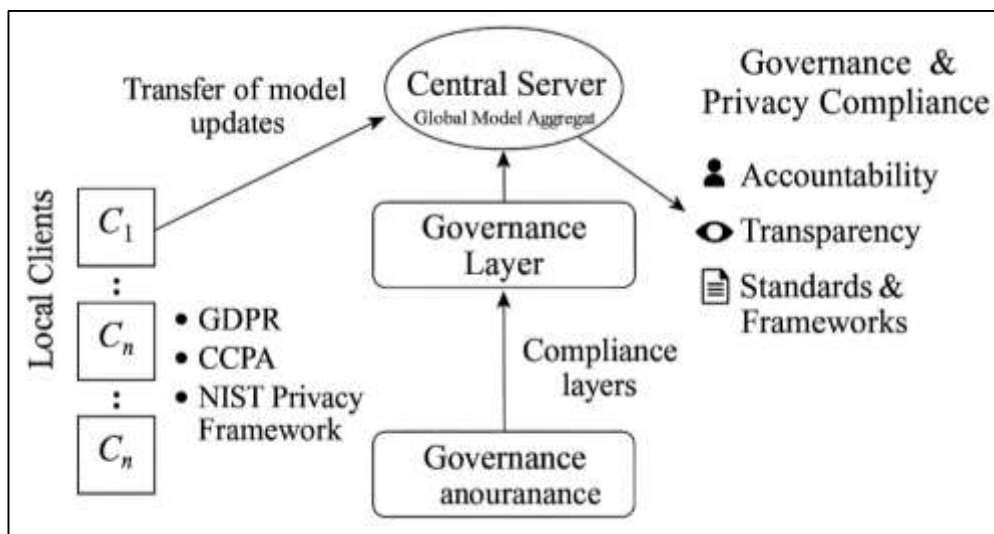 Transfer of model
updates
Central Server
Global Model Aggregat
Governance &
Privacy Compliance
Accountability
Transparency
Standards &
Frameworks
Local Clients
C1
Cn
Cn
• GDPR
• CCPA
• NIST Privacy
Framework
Governance
Layer
Compliance
layers
Governance
anouranance